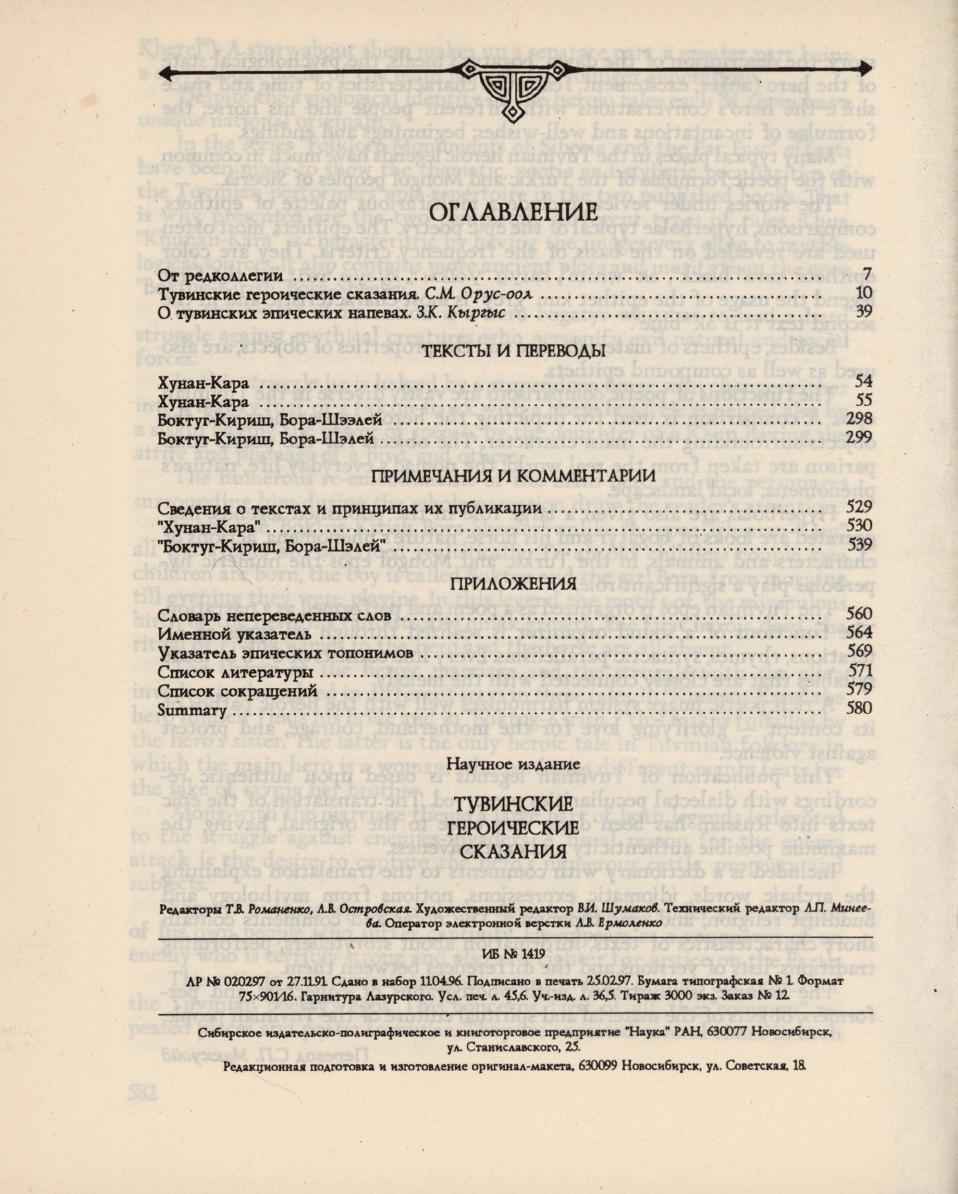 ОГЛАВЛЕНИЕ
От редколлегии 7
Тувинские героические сказания. С.М. Орус-оол 10
О тувинских эпических напевах. З.К. Кыргыс 39
ТЕКСТЫ И ПЕРЕВОДЫ
Хунан-Кара 54
Хунан-Кара 55
Боктуг-Кириш, Бора-Шээлей 298
Боктуг-Кириш, Бора-Шэлей 299
ПРИМЕЧАНИЯ И КОММЕНТАРИИ
Сведения о текстах и принципах их публикации 529
"Хунан-Кара" 530
"Боктуг-Кириш, Бора-Шэлей" 539
ПРИЛОЖЕНИЯ
Словарь непереведенных слов 560
Именной указатель 564
Указатель эпических топонимов 569
Список литературы 571
Список сокращений 579
Summary 580
Научное издание
ТУВИНСКИЕ
ГЕРОИЧЕСКИЕ
СКАЗАНИЯ
Редакторы Т.В. Романенко, Л.В. Островская. Художественный редактор В.И. Шумаков. Технический редактор Л.П. Минее-
ва. Оператор электронной верстки Л.В. Ермоленко
ИБ № 1419
ЛР № 020297 от 27.11.91. Сдано в набор 11.04.96. Подписано в печать 25.02.97. Бумага типографская № 1. Формат
75×901/16. Гарнитура Лазурского. Усл. печ. л. 45,6. Уч.-изд. л. 36,5. Тираж 3000 экз. Заказ № 12.
Сибирское издательско-полиграфическое и книготорговое предприятие "Наука" РАН, 630077 Новосибирск,
ул. Станиславского, 25.
Редакционная подготовка и изготовление оригинал-макета, 630099 Новосибирск, ул. Советская, 18.